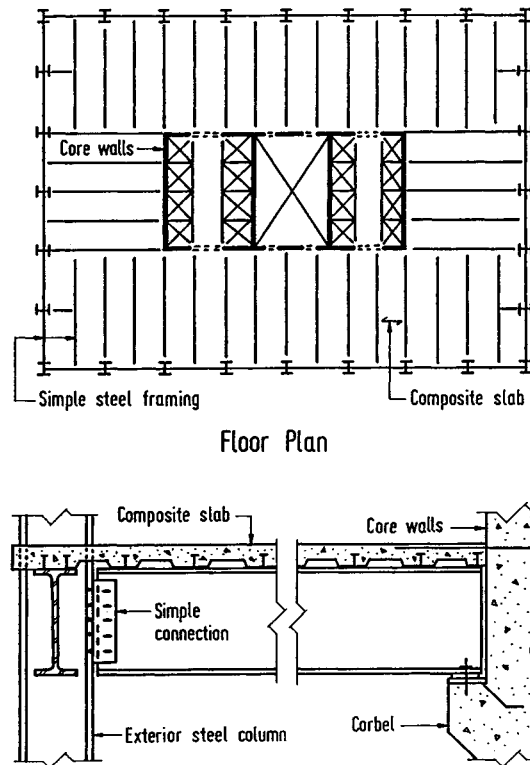 Core walls
Simple steel framing
Composite slab
Floor Plan
Composite slab
Core walls
Simple
connection
Exterior steel column
Corbel